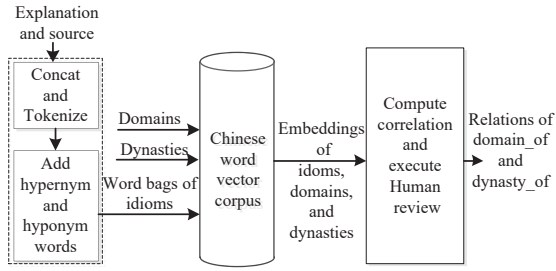 Explanation
and source
Concat
and
Tokenize
Add
hypernym
and
hyponym
words
Domains
Dynasties
Word bags of
idioms
Chinese
word
vector
corpus
Embeddings
of
idoms,
domains,
and
dynasties
Compute
correlation
and
execute
Human
review
Relations of
domain_of
and
dynasty_of